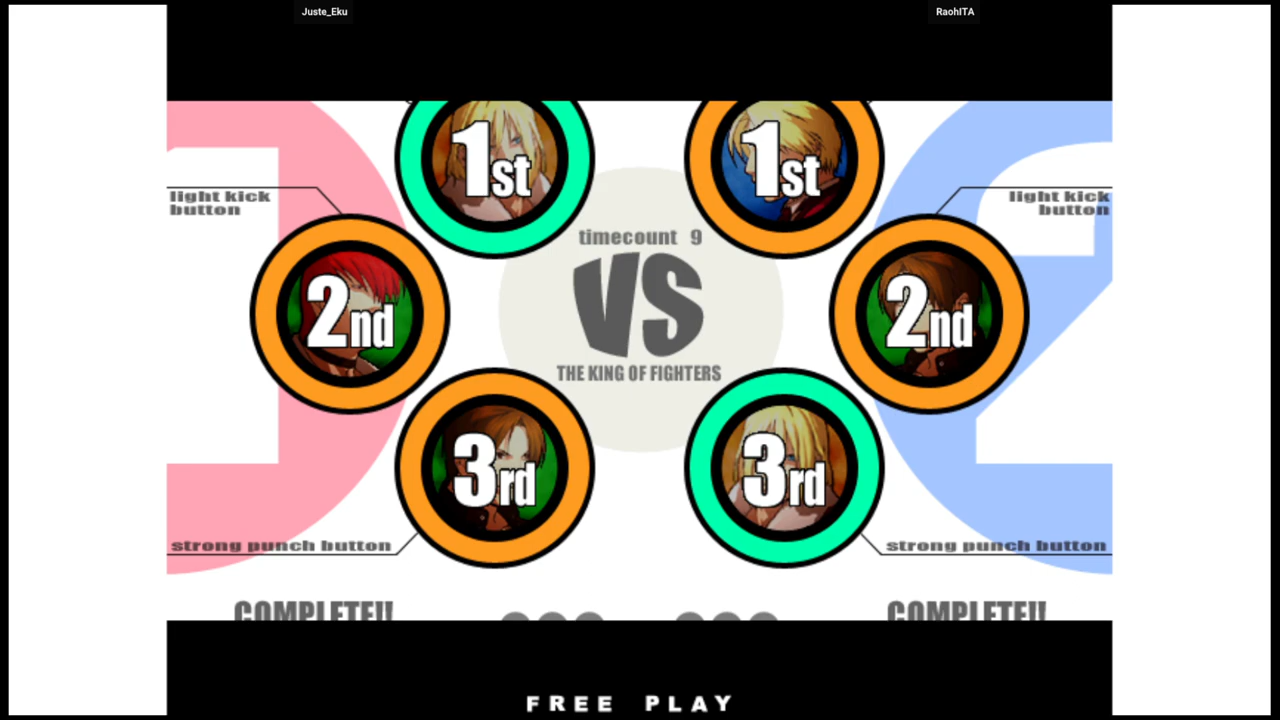 Juste_Eku
RaohITA
1st
1st
light kick
button
light kick
button
timecount 9
VS
THE KING OF FIGHTERS
2nd
2nd
3rd
3rd
strong punch button
strong punch button
COMPLETE!!
COMPLETE!!
FREE PLAY